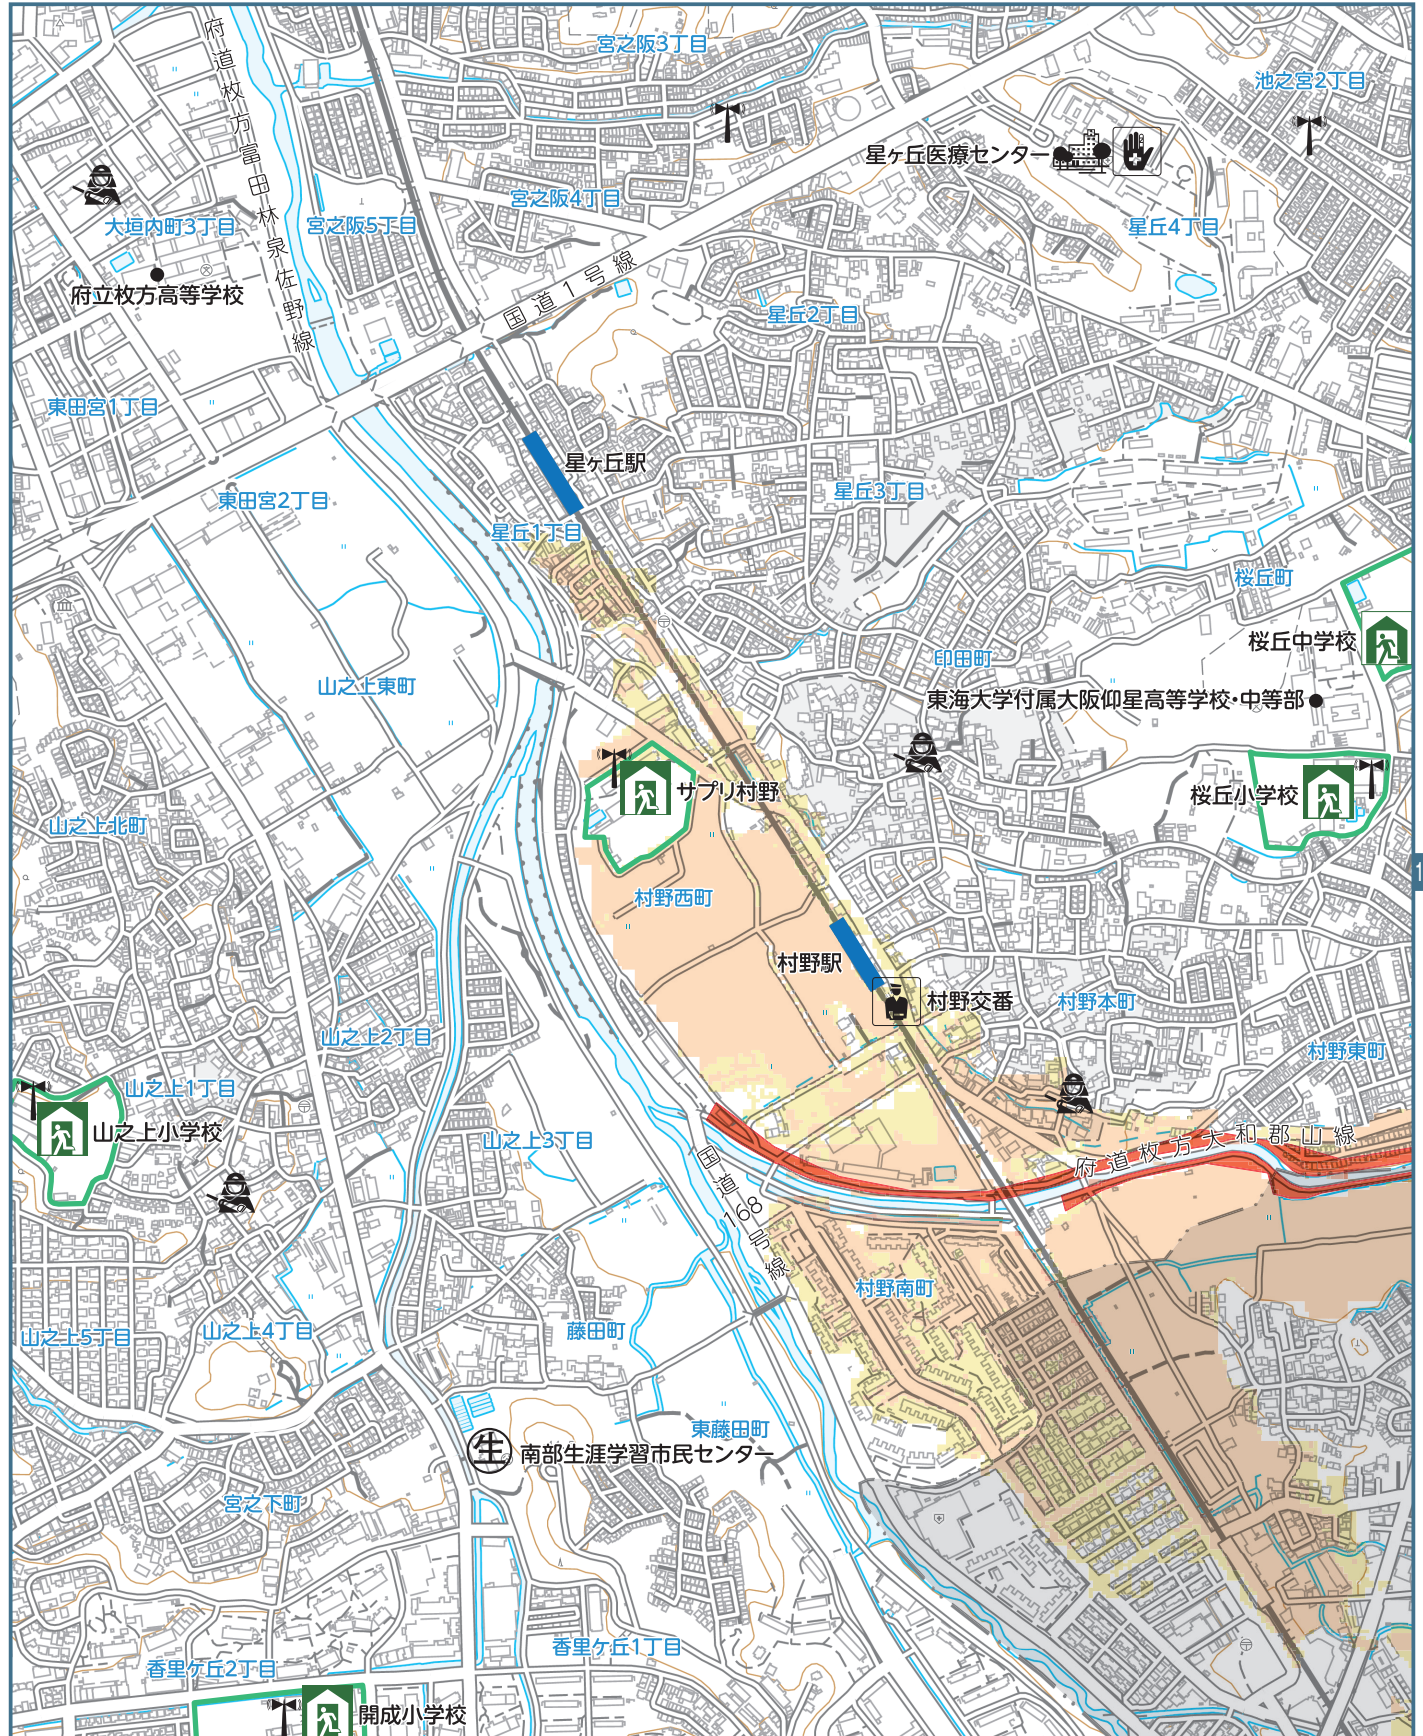 宮之阪3丁目
池之宮2丁目
府道枚方富田林泉佐野線
星ヶ丘医療センター
宮之阪4丁目
大垣内町3丁目
宮之阪5丁目
星丘4丁目
国道1号線
府立枚方高等学校
星丘2丁目
東田宮1丁目
星ヶ丘駅
星丘3丁目
東田宮2丁目
星丘1丁目
桜丘町
桜丘中学校
印田町
山之上東町
東海大学付属大阪仰星高等学校・中等部
サプリ村野
桜丘小学校
山之上北町
1
村野西町
村野駅
村野交番
村野本町
山之上2丁目
村野東町
山之上1丁目
山之上小学校
山之上3丁目
府道枚方大和郡山線
国道168号線
村野南町
山之上5丁目
山之上4丁目
藤田町
東藤田町
生
南部生涯学習市民センター
宮之下町
香里ケ丘1丁目
香里ケ丘2丁目
開成小学校